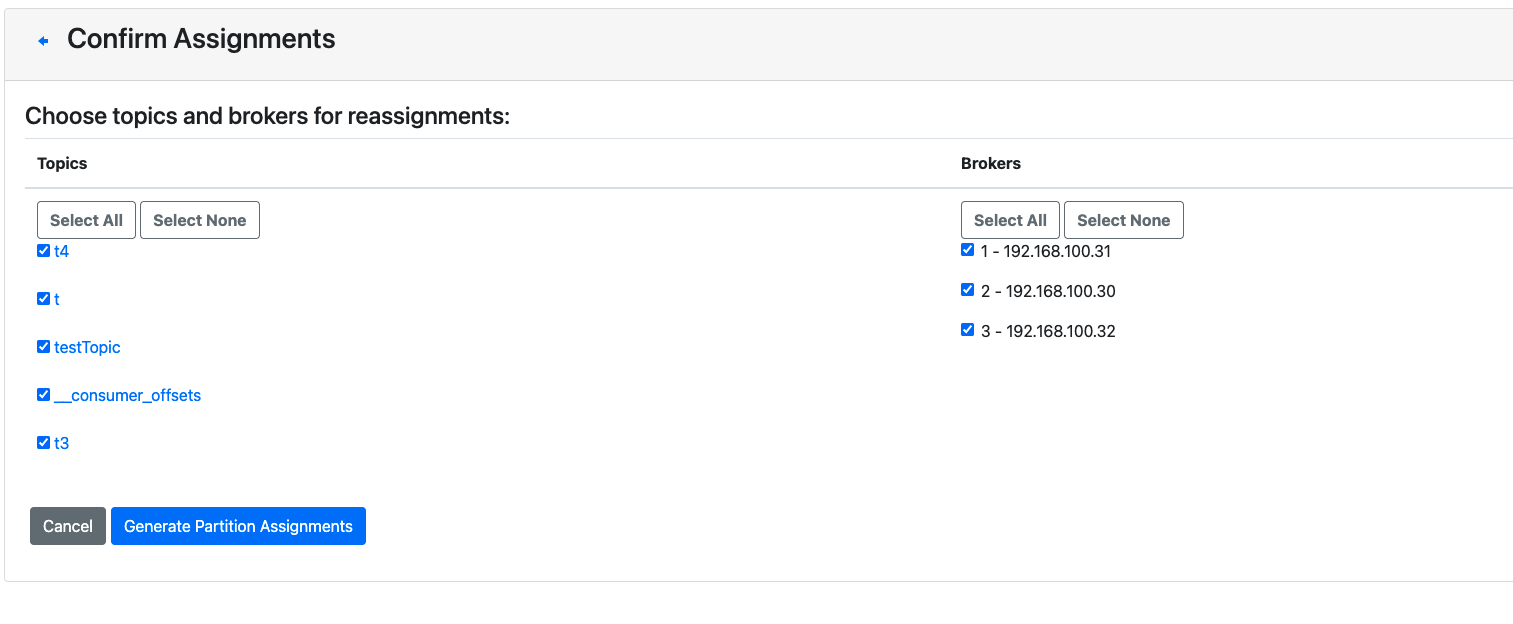 Confirm Assignments
Choose topics and brokers for reassignments:
Topics
Brokers
Select All Select None
t4
t
testTopic
__consumer_offsets
t3
Select All Select None
1 - 192.168.100.31
2 - 192.168.100.30
3 - 192.168.100.32
Cancel Generate Partition Assignments